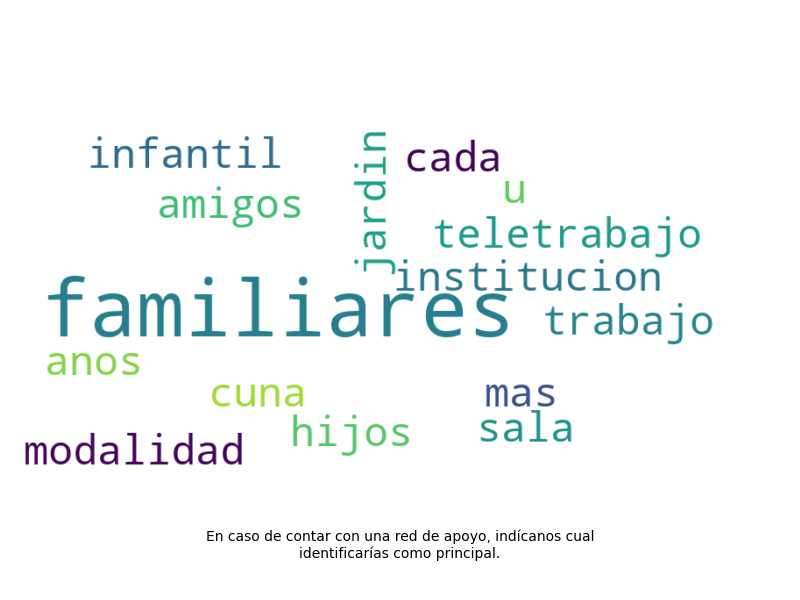 infantil
jardin
cada
u
amigos
teletrabajo
institucion
familiares
trabajo
anos
cuna
mas
hijos
sala
modalidad
En caso de contar con una red de apoyo, indícanos cual
identificarías como principal.